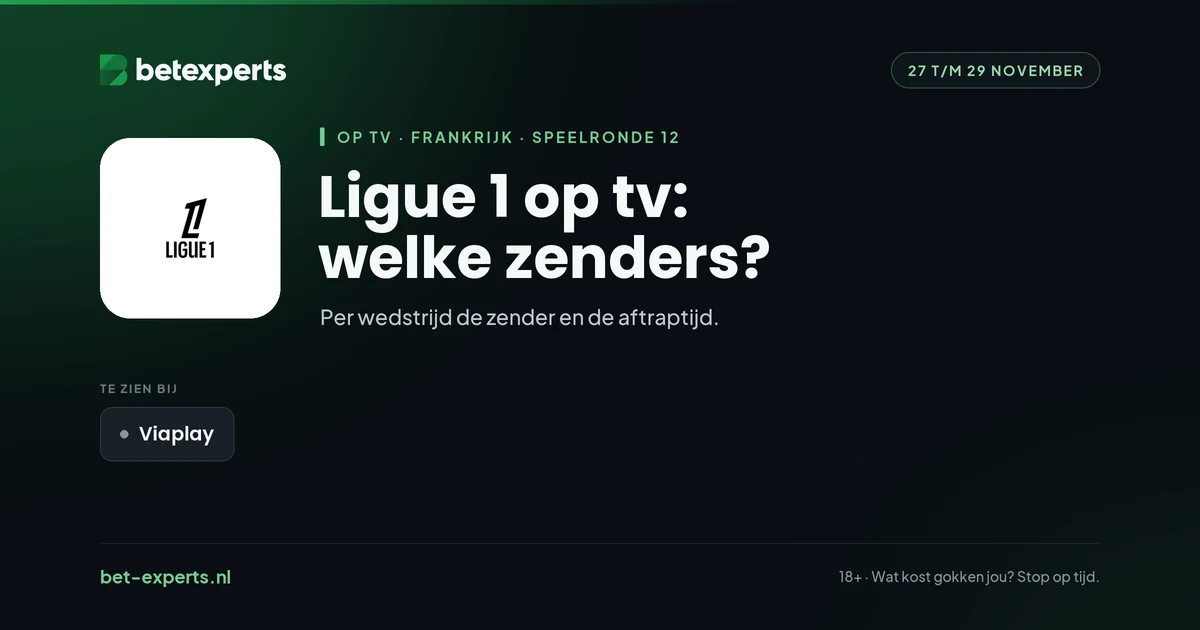 betexperts
27 T/M 29 NOVEMBER
OP TV · FRANKRIJK · SPEELRONDE 12
Ligue 1 op tv:
welke zenders?
Per wedstrijd de zender en de aftraptijd.
LIGUE 1
TE ZIEN BIJ
Viaplay
bet-experts.nl
18+ · Wat kost gokken jou? Stop op tijd.